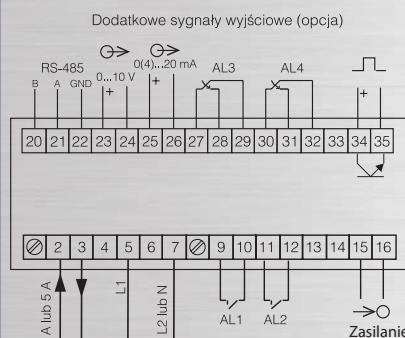 Dodatkowe sygnały wyjściowe (opcja)
RS-485
0(4)...20 mA
AL3
AL4
B A GND
0...10 V
+
+
+
20 21 22 23 24 25 26 27 28 29 30 31 32 33 34 35
2 3 4 5 6 7 9 10 11 12 13 14 15 16
A lub 5 A
L1
L2 lub N
AL1
AL2
Zasilanie